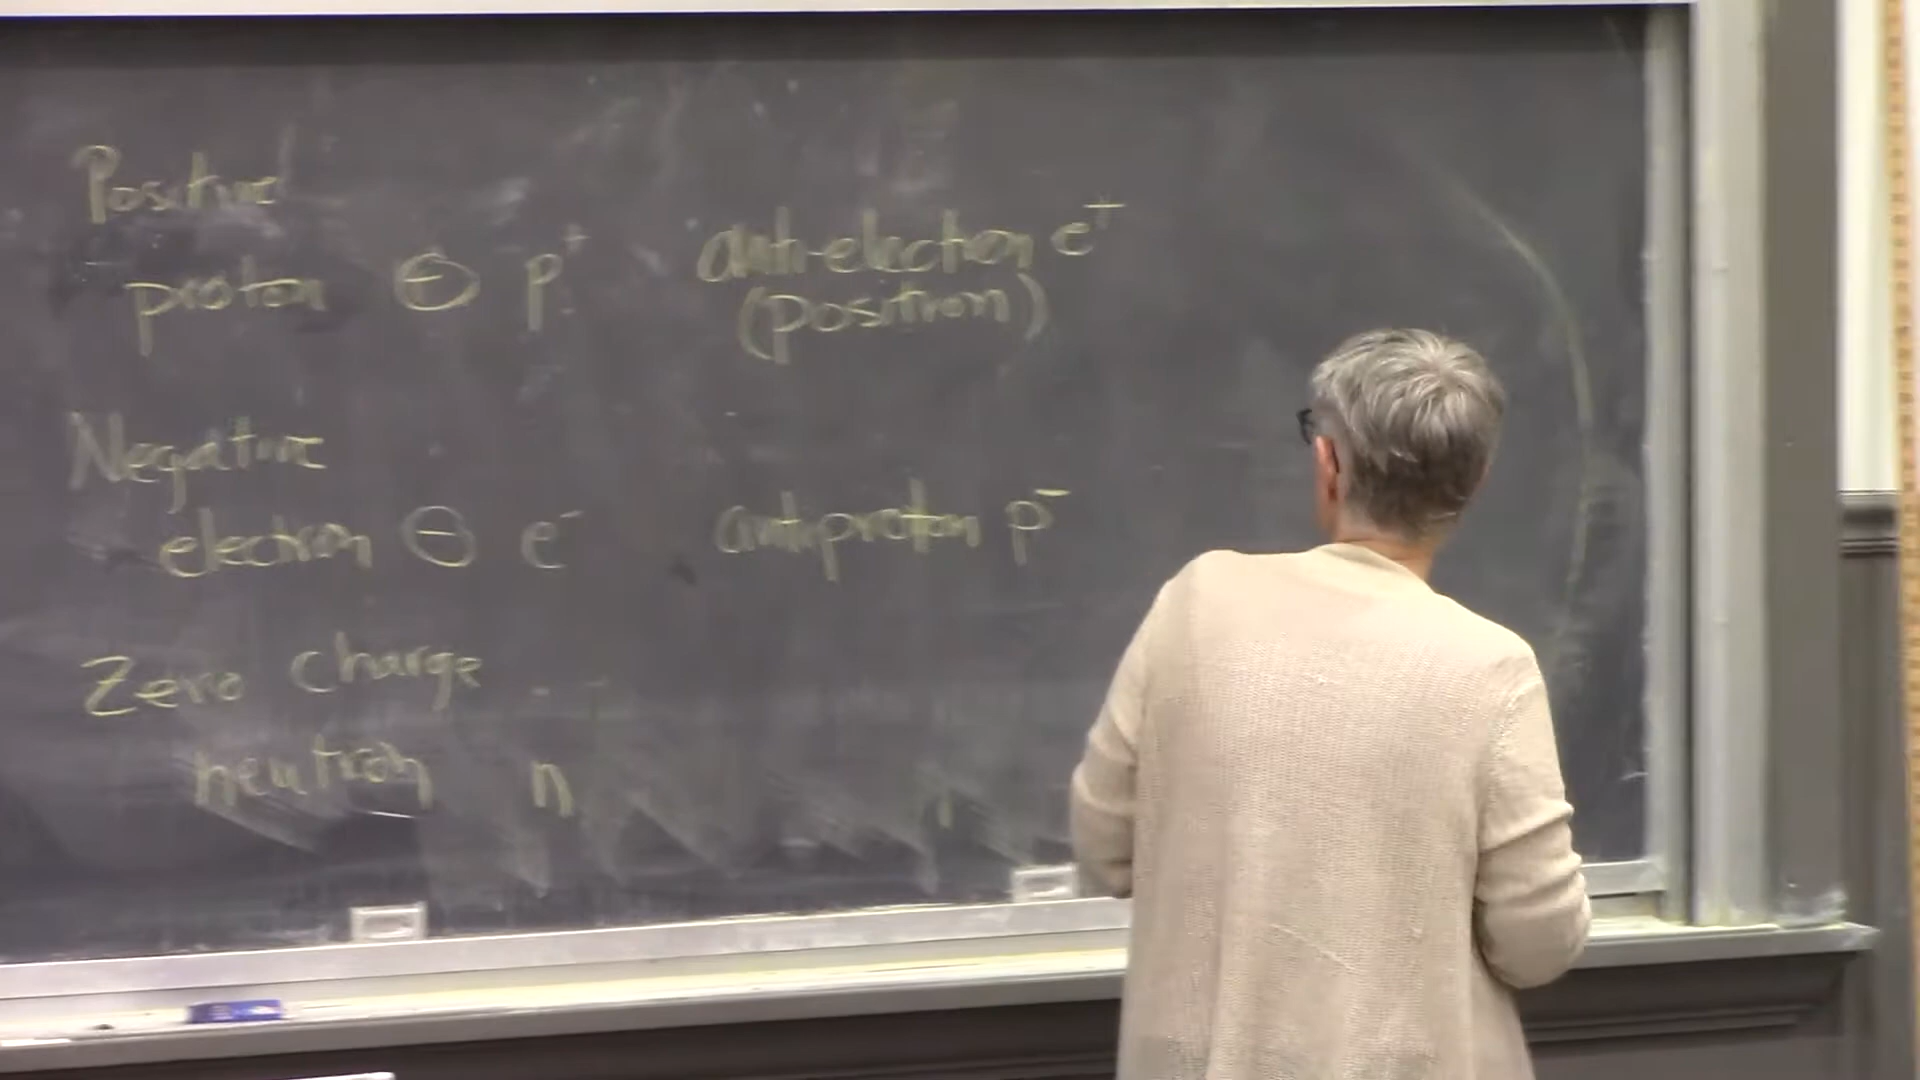 Positive
proton ⊖ p⁺ anti-electron e⁺
(positron)
Negative
electron ⊖ e⁻ antiproton p⁻
Zero charge
neutron n